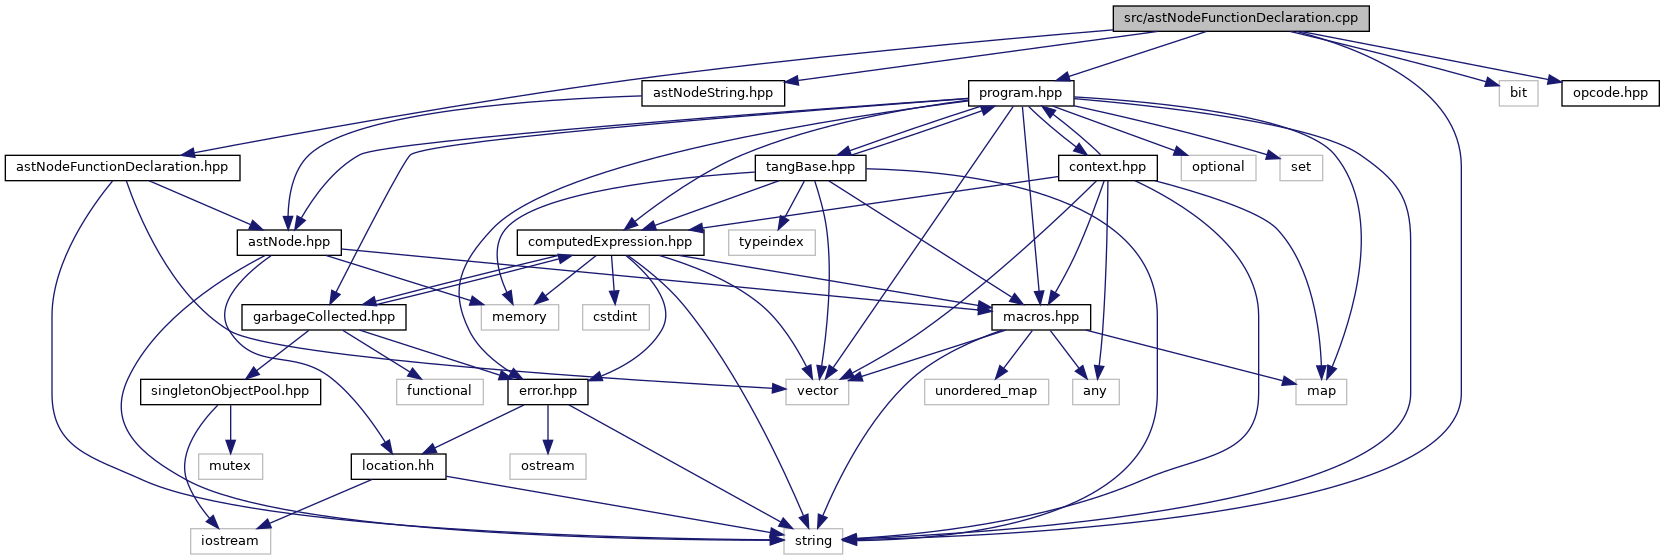 src/astNodeFunctionDeclaration.cpp
astNodeString.hpp
program.hpp
bit
opcode.hpp
astNodeFunctionDeclaration.hpp
tangBase.hpp
context.hpp
optional
set
astNode.hpp
computedExpression.hpp
typeindex
garbageCollected.hpp
memory
cstdint
macros.hpp
singletonObjectPool.hpp
functional
error.hpp
vector
unordered_map
any
map
mutex
location.hh
ostream
iostream
string